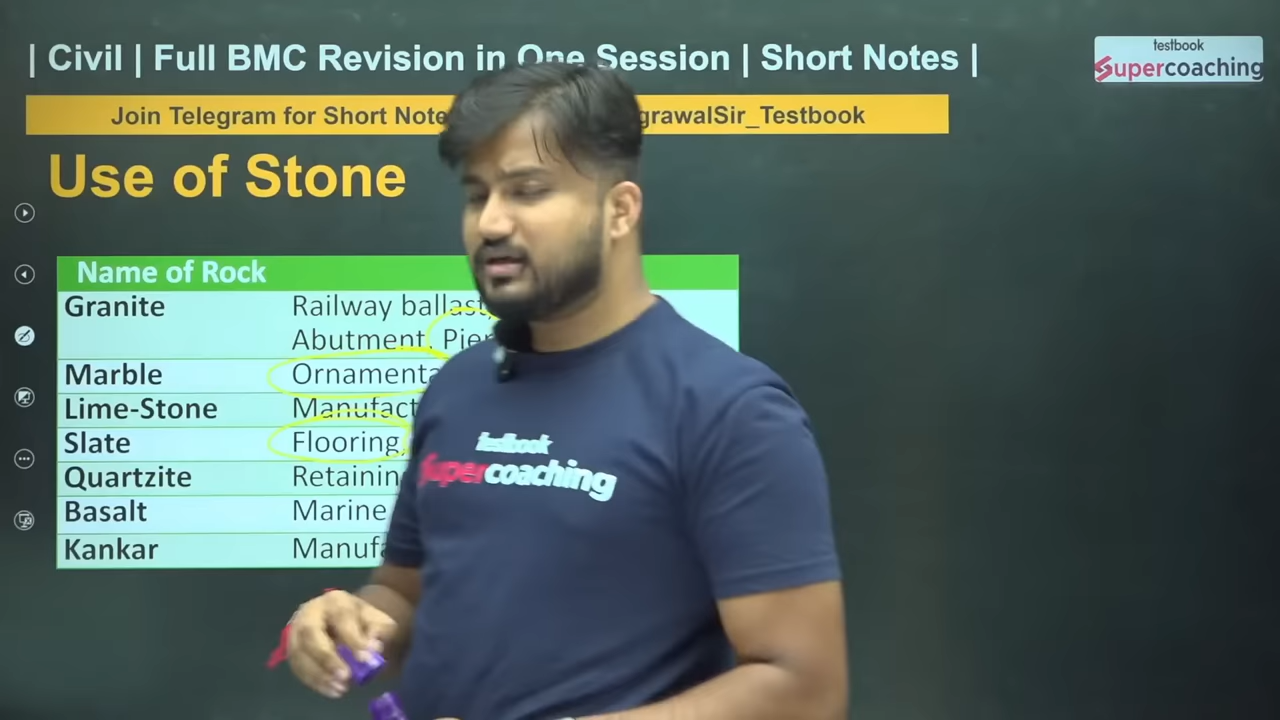 | Civil | Full BMC Revision in One Session | Short Notes |
testbook
Supercoaching
Join Telegram for Short Note grawalSir_Testbook
Use of Stone
Name of Rock
Granite Railway ballast,
Abutment, Pier
Marble Ornamenta
Lime-Stone Manufact
Slate Flooring,
Quartzite Retainin
Basalt Marine
Kankar Manufa
testbook
Supercoaching